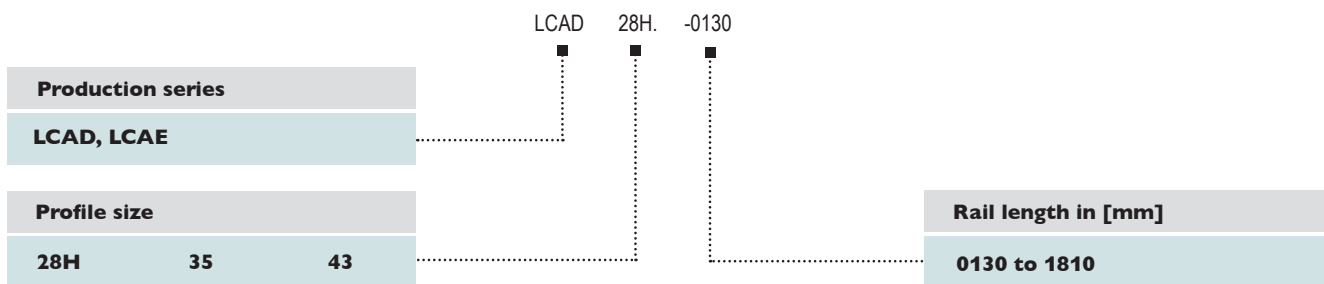 LCAD 28H. -0130
Production series
LCAD, LCAE
Profile size
28H 35 43
Rail length in [mm]
0130 to 1810